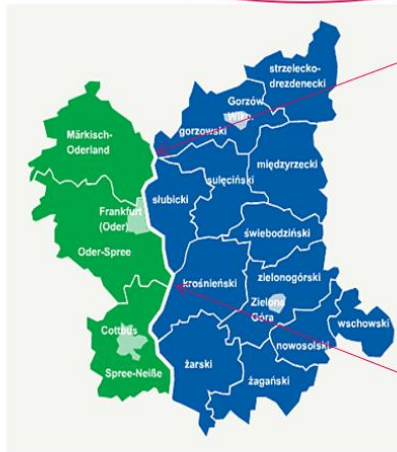 strzelecko-
drezdenecki
Gorzów
Wlkp.
gorzowski
Märkisch-
Oderland
międzyrzecki
sulęciński
słubicki
Frankfurt
(Oder)
świebodziński
Oder-Spree
krośnieński
zielonogórski
Zielona
Góra
wschowski
Cottbus
nowosolski
żarski
Spree-Neiße
żagański